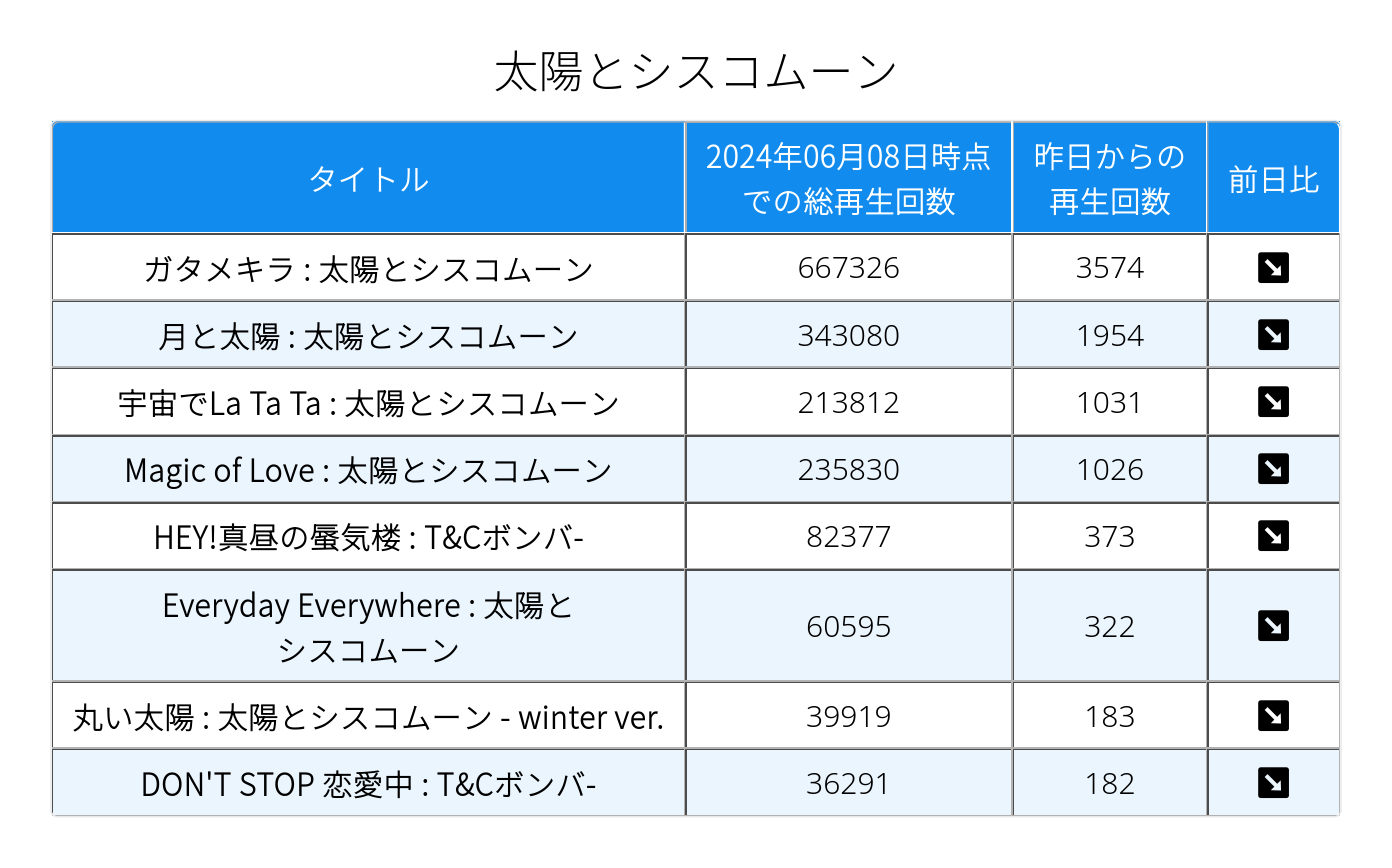 太陽とシスコムーン
タイトル
2024年06月08日時点
での総再生回数
昨日からの
再生回数
前日比
ガタメキラ : 太陽とシスコムーン 667326 3574
月と太陽 : 太陽とシスコムーン 343080 1954
宇宙でLa Ta Ta : 太陽とシスコムーン 213812 1031
Magic of Love : 太陽とシスコムーン 235830 1026
HEY!真昼の蜃気楼 : T&Cボンバ- 82377 373
Everyday Everywhere : 太陽と
シスコムーン 60595 322
丸い太陽 : 太陽とシスコムーン - winter ver. 39919 183
DON'T STOP 恋愛中 : T&Cボンバ- 36291 182